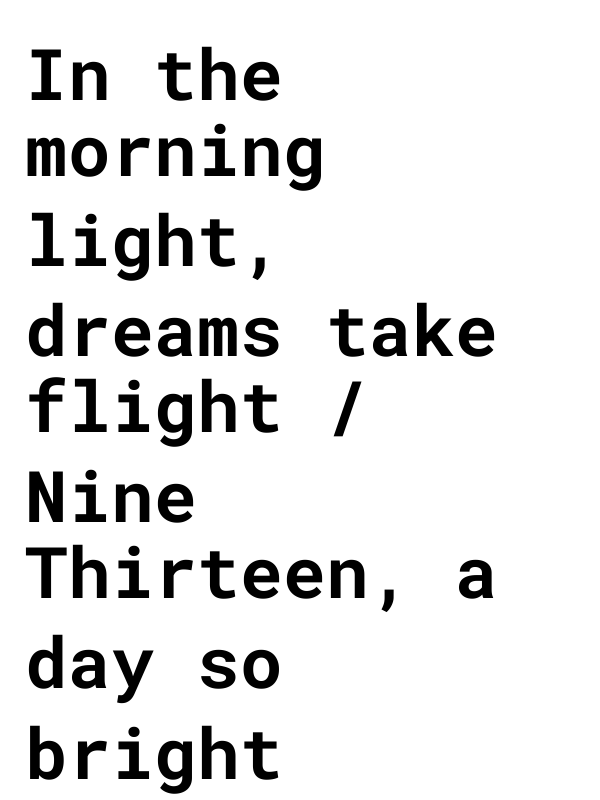 In the
morning
light,
dreams take
flight /
Nine
Thirteen, a
day so
bright